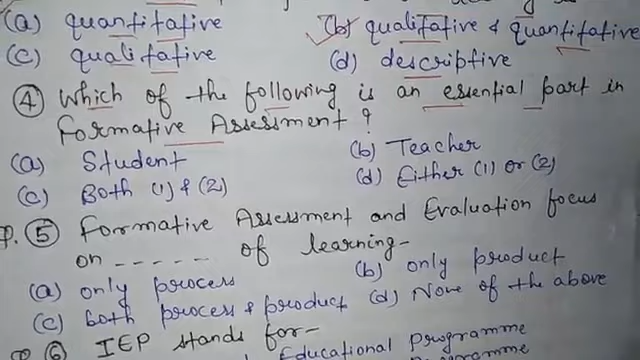 (a) quantitative (b) qualitative & quantitative
(c) qualitative (d) descriptive
(4) Which of the following is an essential part in
Formative Assessment?
(a) Student (b) Teacher
(c) Both (1) & (2) (d) Either (1) or (2)
(5) Formative Assessment and Evaluation focus
on ------ of learning-
(a) only process (b) only product
(c) both process & product (d) None of the above
(6) IEP stands for-
Educational Programme